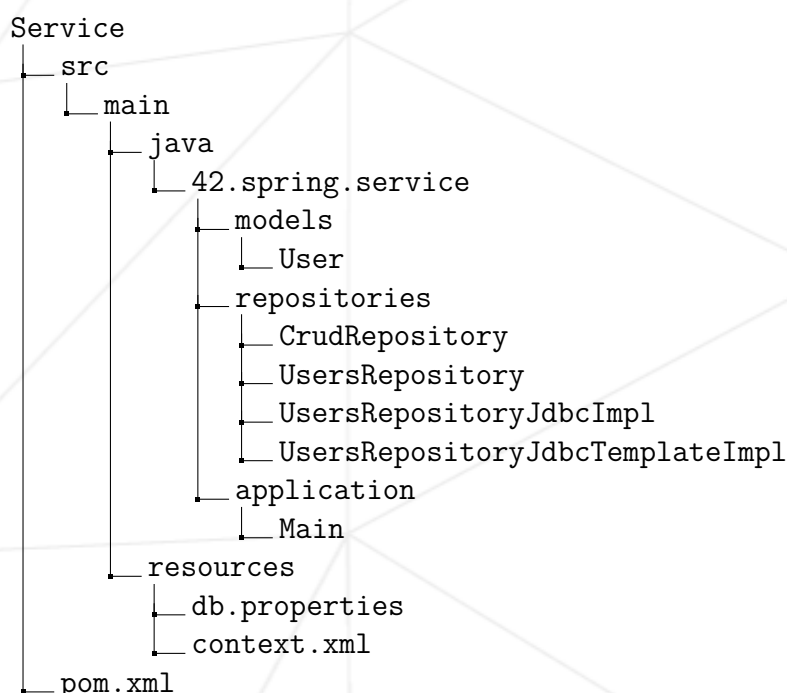 Service
src
main
java
42.spring.service
models
User
repositories
CrudRepository
UsersRepository
UsersRepositoryJdbcImpl
UsersRepositoryJdbcTemplateImpl
application
Main
resources
db.properties
context.xml
pom.xml